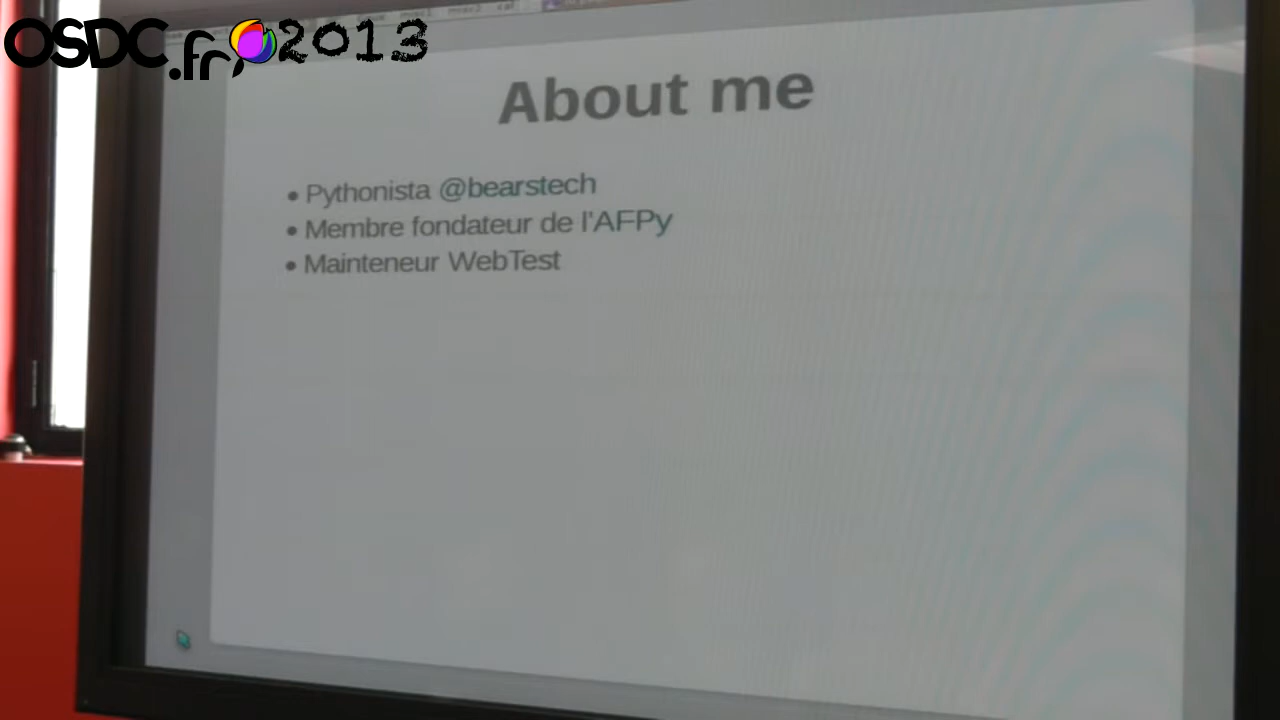 OSDC.fr 2013
About me
• Pythonista @bearstech
• Membre fondateur de l'AFPy
• Mainteneur WebTest